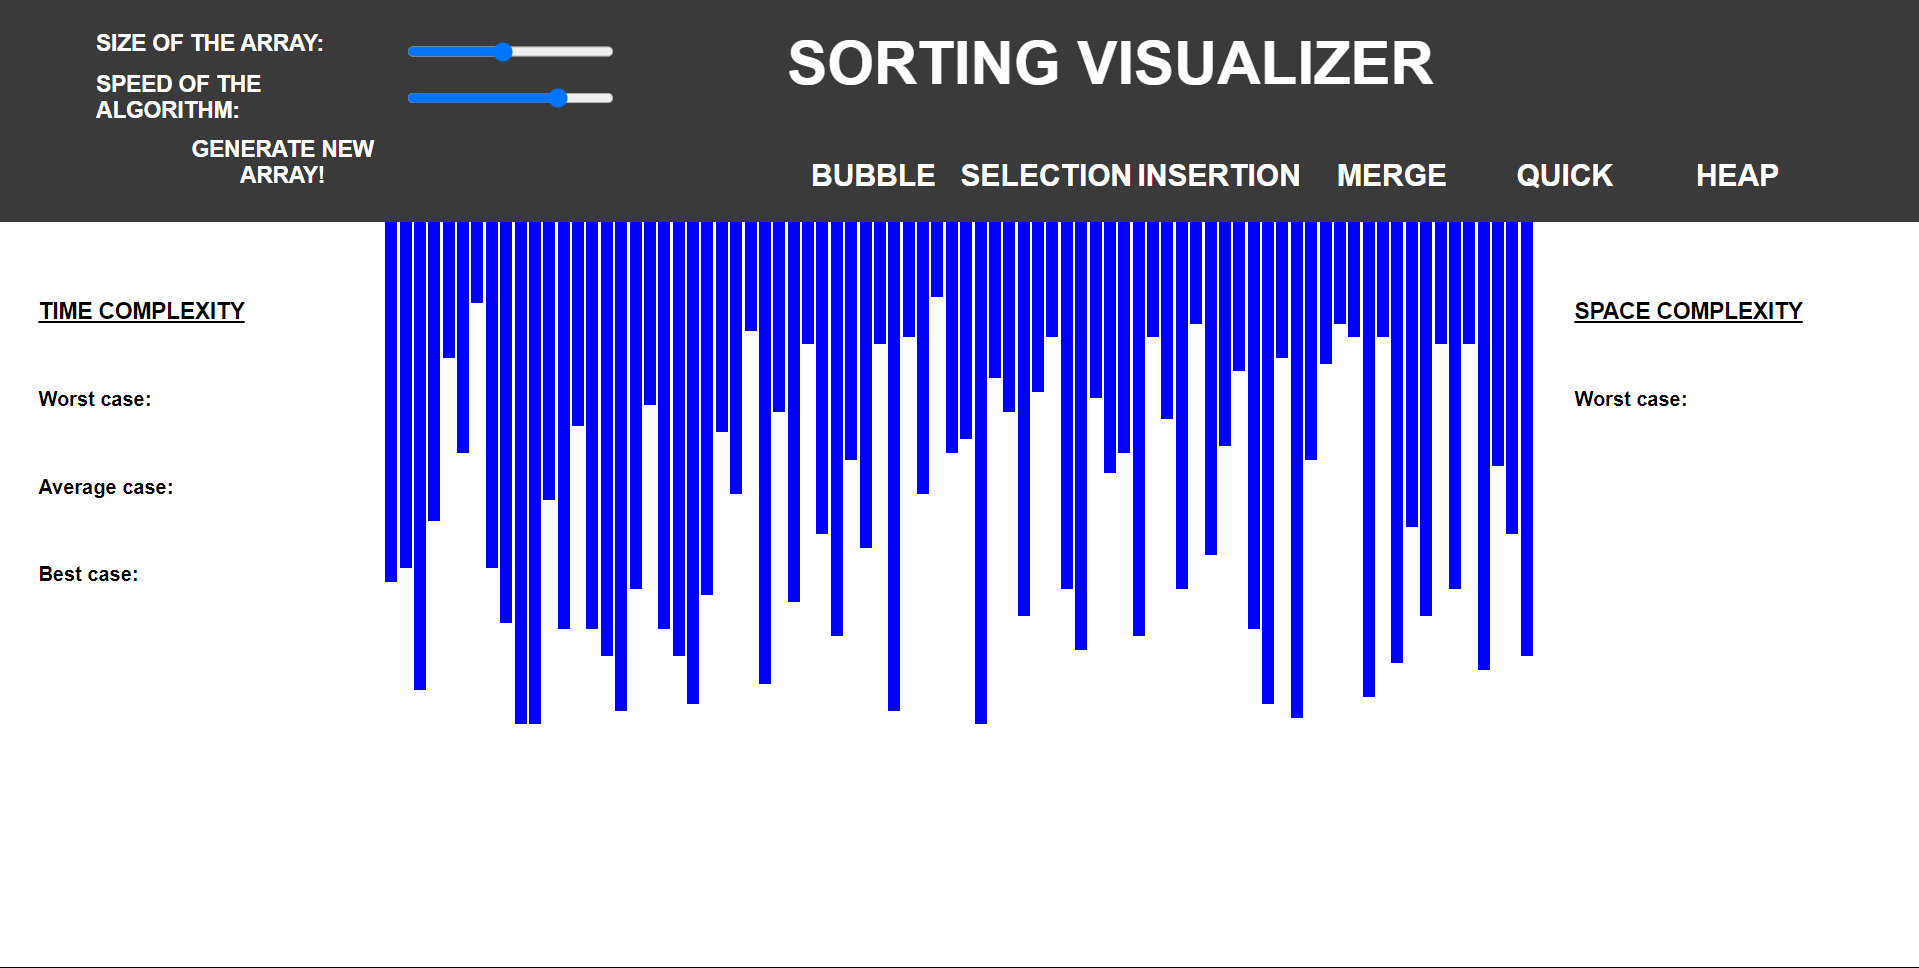 SIZE OF THE ARRAY:
SPEED OF THE
ALGORITHM:
GENERATE NEW
ARRAY!
SORTING VISUALIZER
BUBBLE SELECTION INSERTION MERGE QUICK HEAP
TIME COMPLEXITY
Worst case:
Average case:
Best case:
SPACE COMPLEXITY
Worst case: